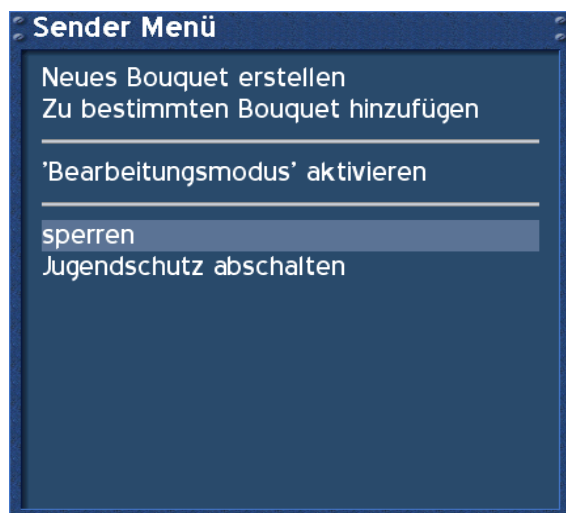 Sender Menü
Neues Bouquet erstellen
Zu bestimmten Bouquet hinzufügen
'Bearbeitungsmodus' aktivieren
sperren
Jugendschutz abschalten